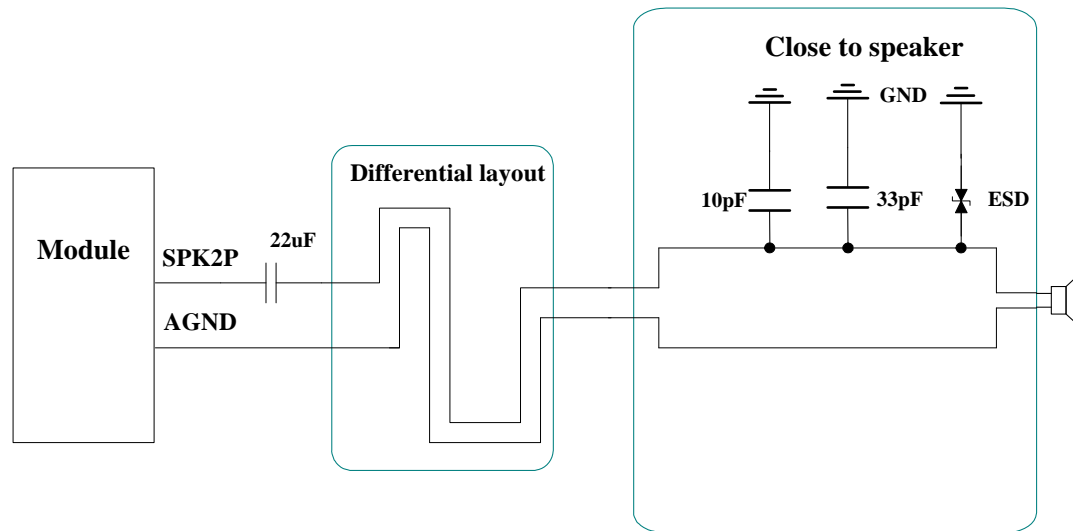 Close to speaker
GND
Differential layout
10pF
33pF
ESD
Module
22uF
SPK2P
AGND